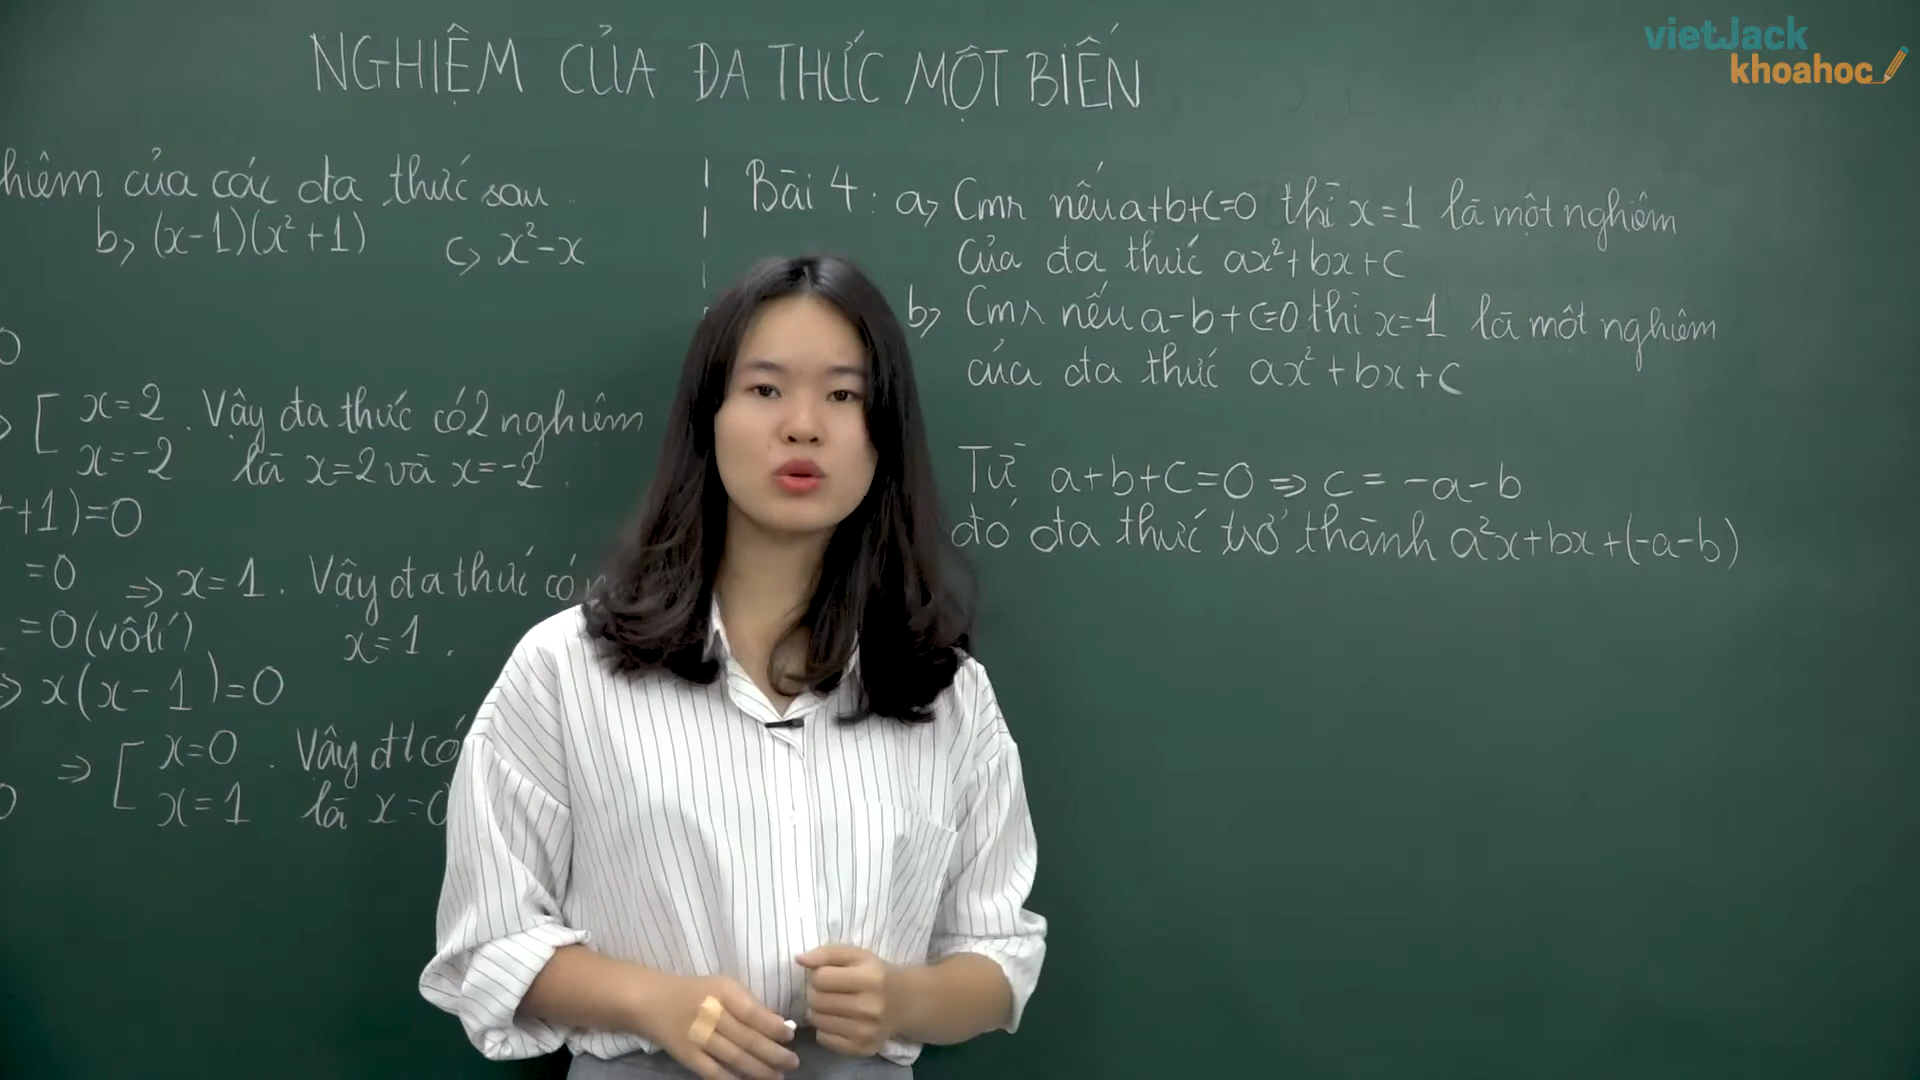 vietJack
khoahoc
NGHIỆM CỦA ĐA THỨC MỘT BIẾN
của các đa thức sau
b, (x-1)(x²+1) c, x²-x
[ x=2 . Vậy đa thức có 2 nghiệm
x=-2 là x=2 và x=-2 .
+1)=0
=0 ⇒ x=1 . Vậy đa thức có
=0 (vôlí) x=1 .
x(x-1)=0
⇒ [ x=0 . Vậy đt có
x=1 là x=0
Bài 4: a, Cmr nếu a+b+c=0 thì x=1 là một nghiệm
của đa thức ax²+bx+c
b, Cmr nếu a-b+c=0 thì x=-1 là một nghiệm
của đa thức ax²+bx+c
Từ a+b+c=0 ⇒ c = -a-b
đó đa thức trở thành a²x+bx+(-a-b)